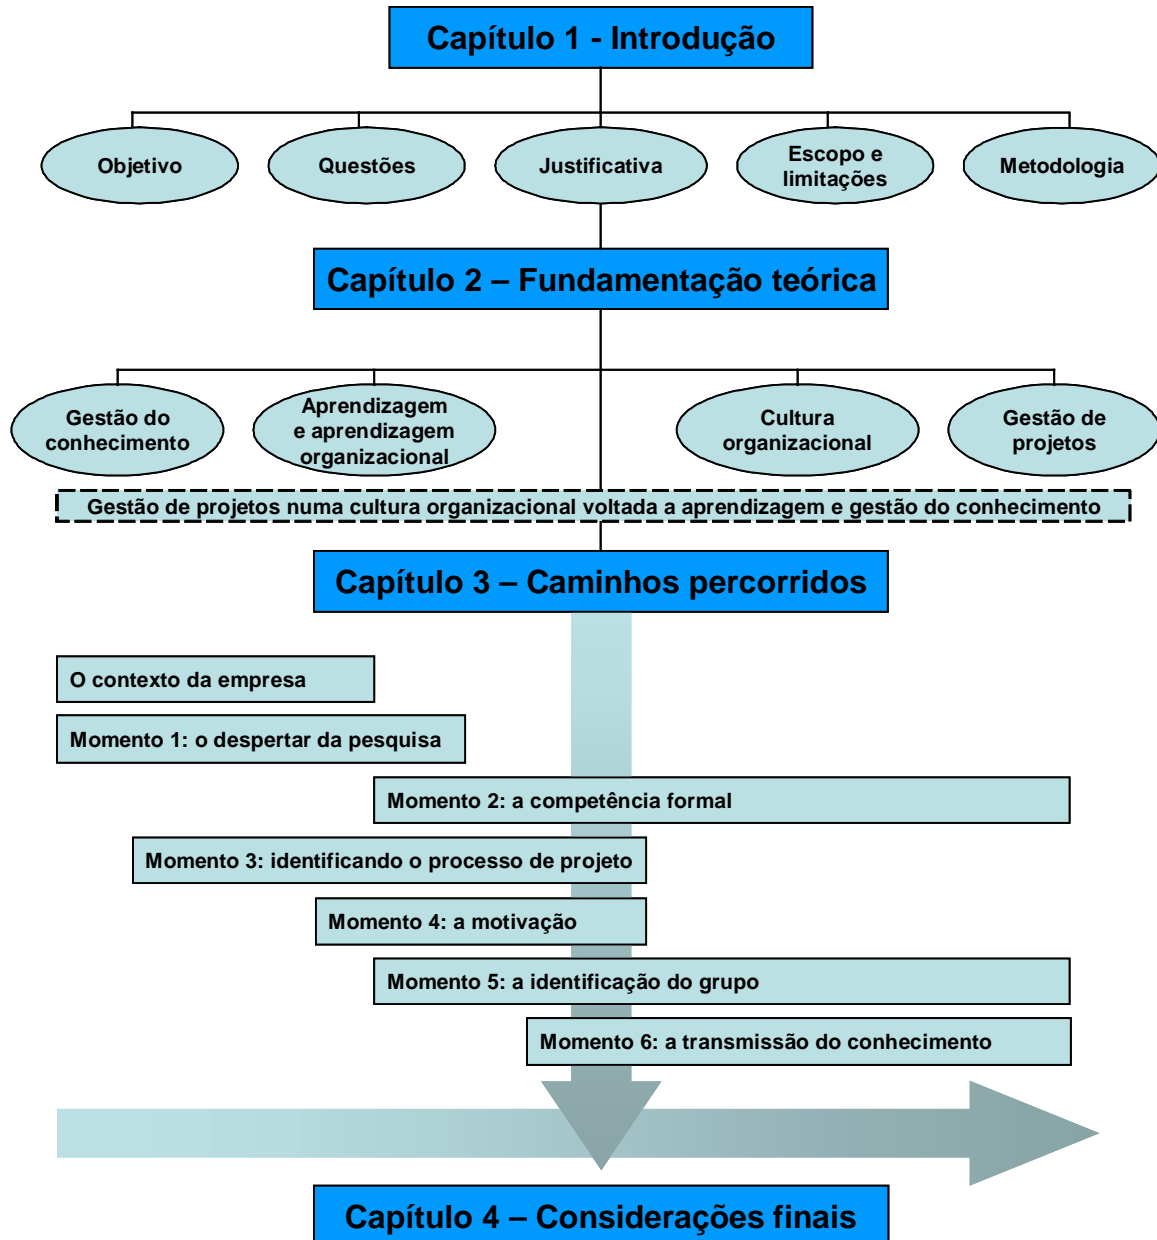 Capítulo 1 - Introdução
Objetivo
Questões
Justificativa
Escopo e
limitações
Metodologia
Capítulo 2 – Fundamentação teórica
Gestão do
conhecimento
Aprendizagem
e aprendizagem
organizacional
Cultura
organizacional
Gestão de
projetos
Gestão de projetos numa cultura organizacional voltada a aprendizagem e gestão do conhecimento
Capítulo 3 – Caminhos percorridos
O contexto da empresa
Momento 1: o despertar da pesquisa
Momento 2: a competência formal
Momento 3: identificando o processo de projeto
Momento 4: a motivação
Momento 5: a identificação do grupo
Momento 6: a transmissão do conhecimento
Capítulo 4 – Considerações finais